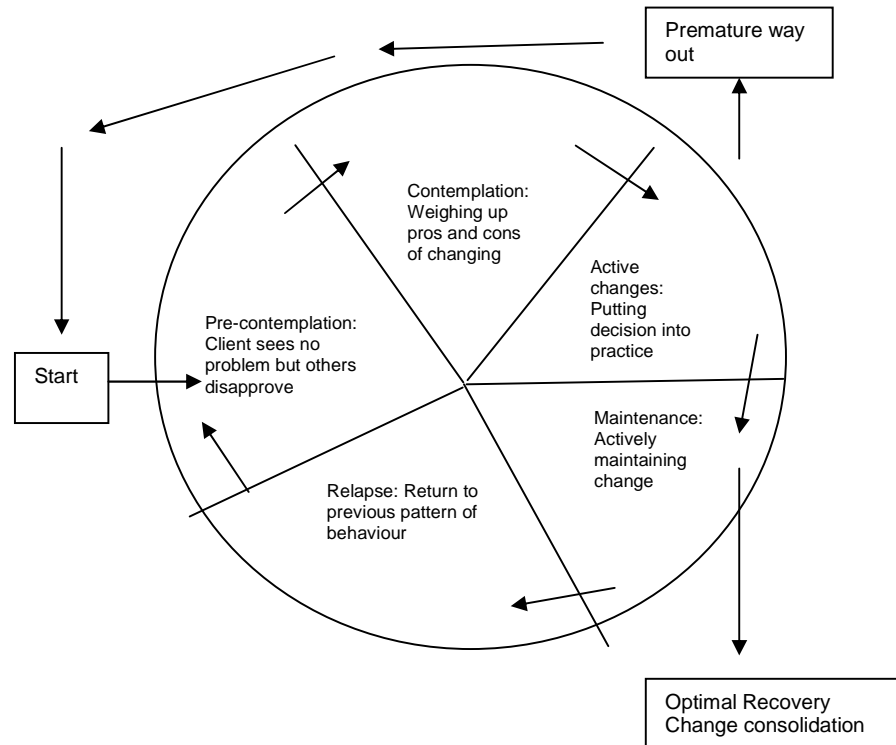 Premature way
out
Contemplation:
Weighing up
pros and cons
of changing
Active
changes:
Putting
decision into
practice
Pre-contemplation:
Client sees no
problem but others
disapprove
Start
Maintenance:
Actively
maintaining
change
Relapse: Return to
previous pattern of
behaviour
Optimal Recovery
Change consolidation